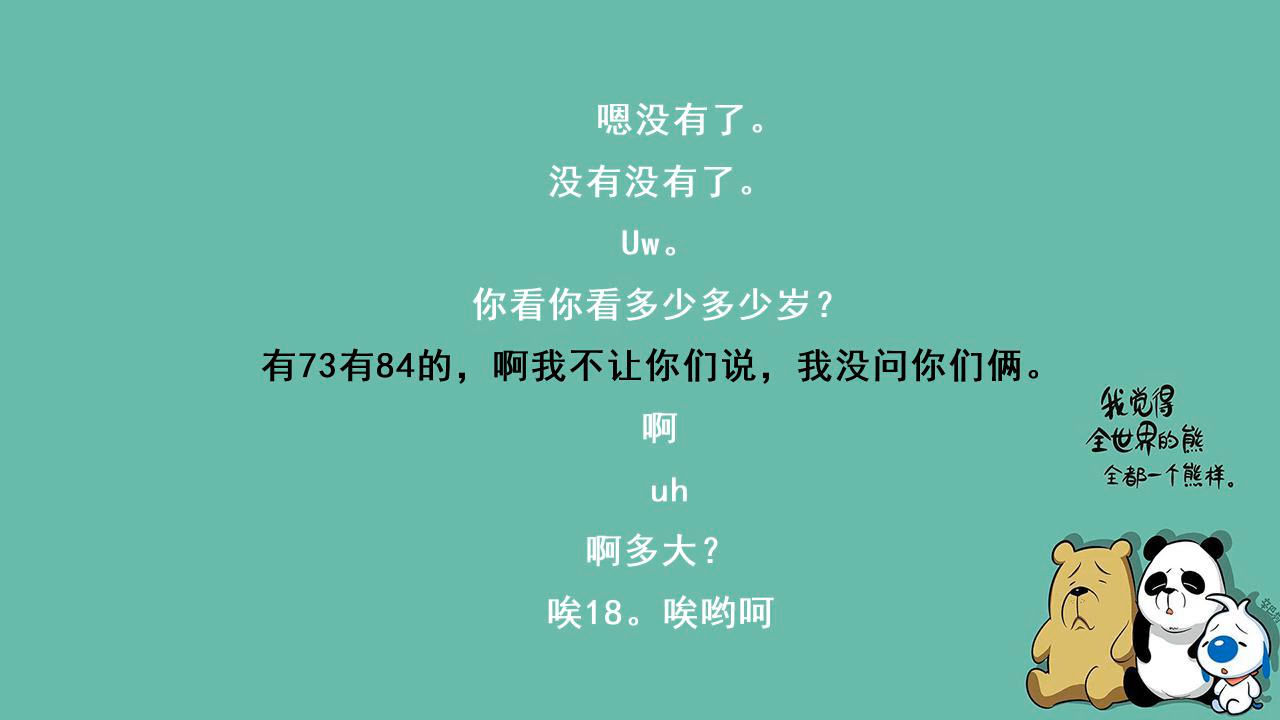 嗯没有了。
没有没有了。
Uw。
你看你看多少多少岁？
有73有84的，啊我不让你们说，我没问你们俩。
啊
uh
啊多大？
唉18。唉哟呵
我觉得
全世界的熊
全都一个熊样。